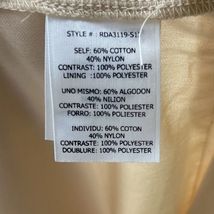 STYLE # : RDA3119-S1
SELF: 60% COTTON
40% NYLON
CONTRAST: 100% POLYESTER
LINING :100% POLYESTER
UNO MISMO: 60% ALGODON
40% NILION
CONTRASTE: 100% POLIESTER
FORRO: 100% POLIESTER
INDIVIDU: 60% COTON
40% NYLON
CONTRASTE: 100% POLYESTER
DOUBLURE: 100% POLYESTER